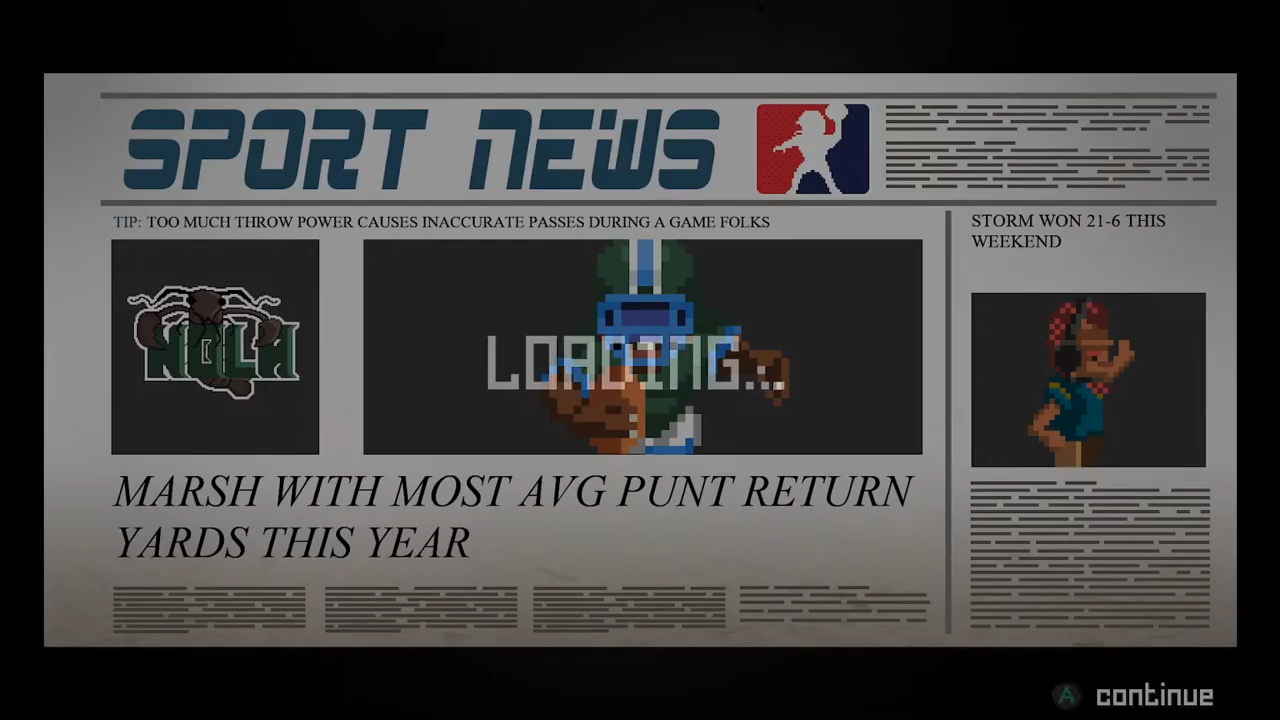 SPORT NEWS
TIP: TOO MUCH THROW POWER CAUSES INACCURATE PASSES DURING A GAME FOLKS
STORM WON 21-6 THIS
WEEKEND
NOLA
LOADING...
MARSH WITH MOST AVG PUNT RETURN
YARDS THIS YEAR
A continue